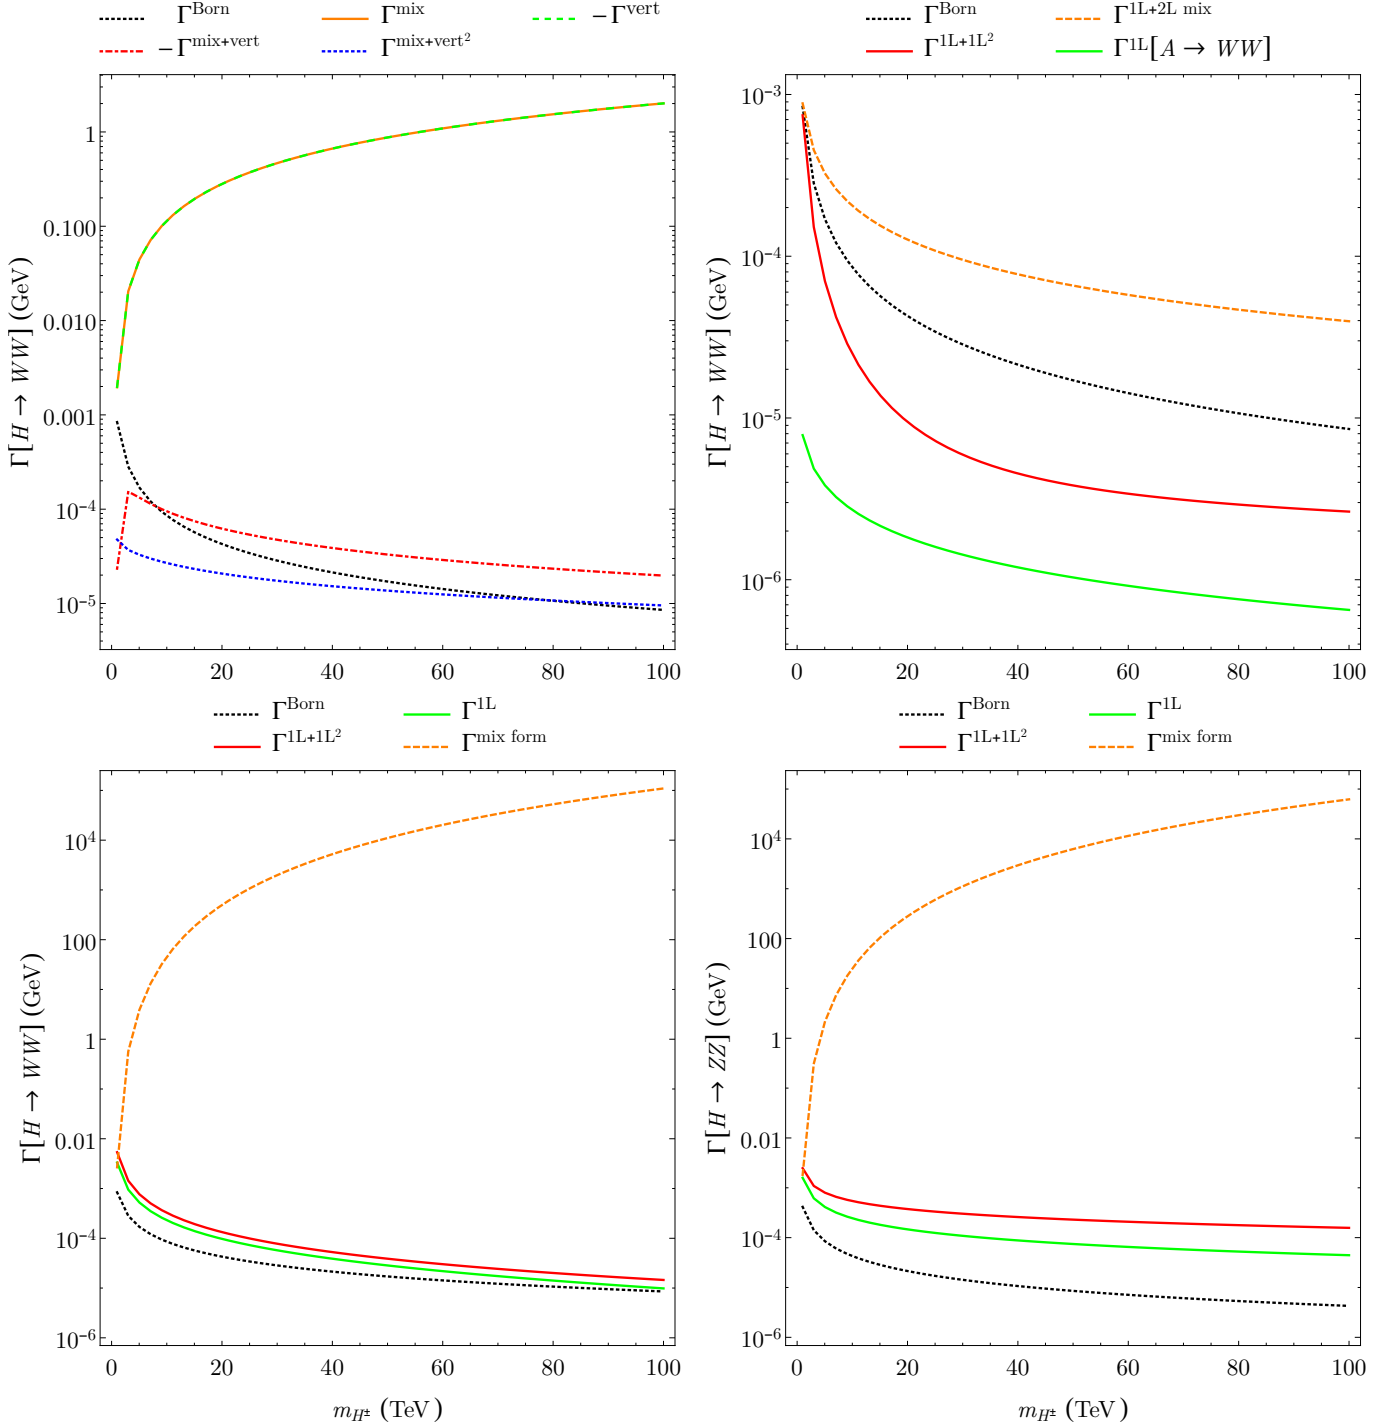 Γ^Born Γ^mix −Γ^vert
−Γ^mix+vert Γ^mix+vert²
Γ[H → WW] (GeV)
1
0.100
0.010
0.001
10⁻⁴
10⁻⁵
0 20 40 60 80 100
Γ^Born Γ^1L+2L mix
Γ^1L+1L² Γ^1L[A → WW]
Γ[H → WW] (GeV)
10⁻³
10⁻⁴
10⁻⁵
10⁻⁶
0 20 40 60 80 100
Γ^Born Γ^1L
Γ^1L+1L² Γ^mix form
Γ[H → WW] (GeV)
10⁴
100
1
0.01
10⁻⁴
10⁻⁶
0 20 40 60 80 100
m_H± (TeV)
Γ^Born Γ^1L
Γ^1L+1L² Γ^mix form
Γ[H → ZZ] (GeV)
10⁴
100
1
0.01
10⁻⁴
10⁻⁶
0 20 40 60 80 100
m_H± (TeV)